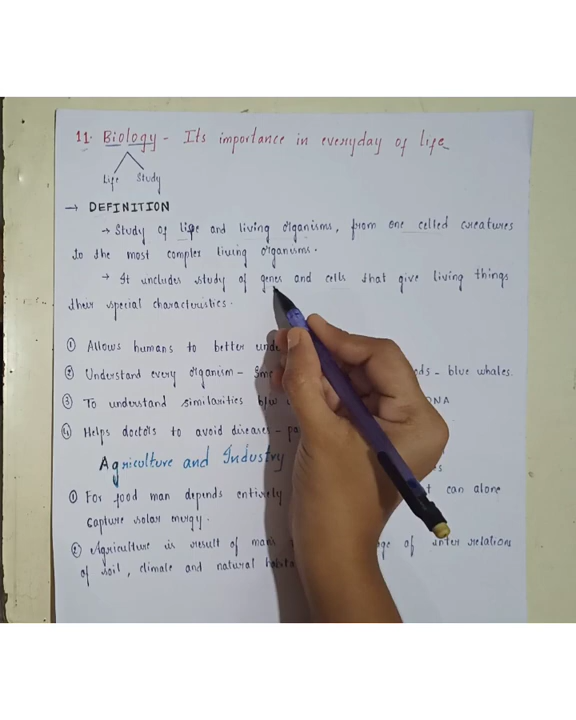 11. Biology - Its importance in everyday of life
Life Study
→ DEFINITION
→ Study of life and living organisms, from one celled creatures
to the most complex living organisms.
→ It includes study of genes and cells that give living things
their special characteristics.
① Allows humans to better
② Understand every organism - - blue whales.
③ To understand similarities b/w DNA
④ Helps doctors to avoid diseases -
Agriculture and Industry
① For food man depends entirely can alone
capture solar energy.
② Agriculture is result of of inter relation
of soil, climate and natural